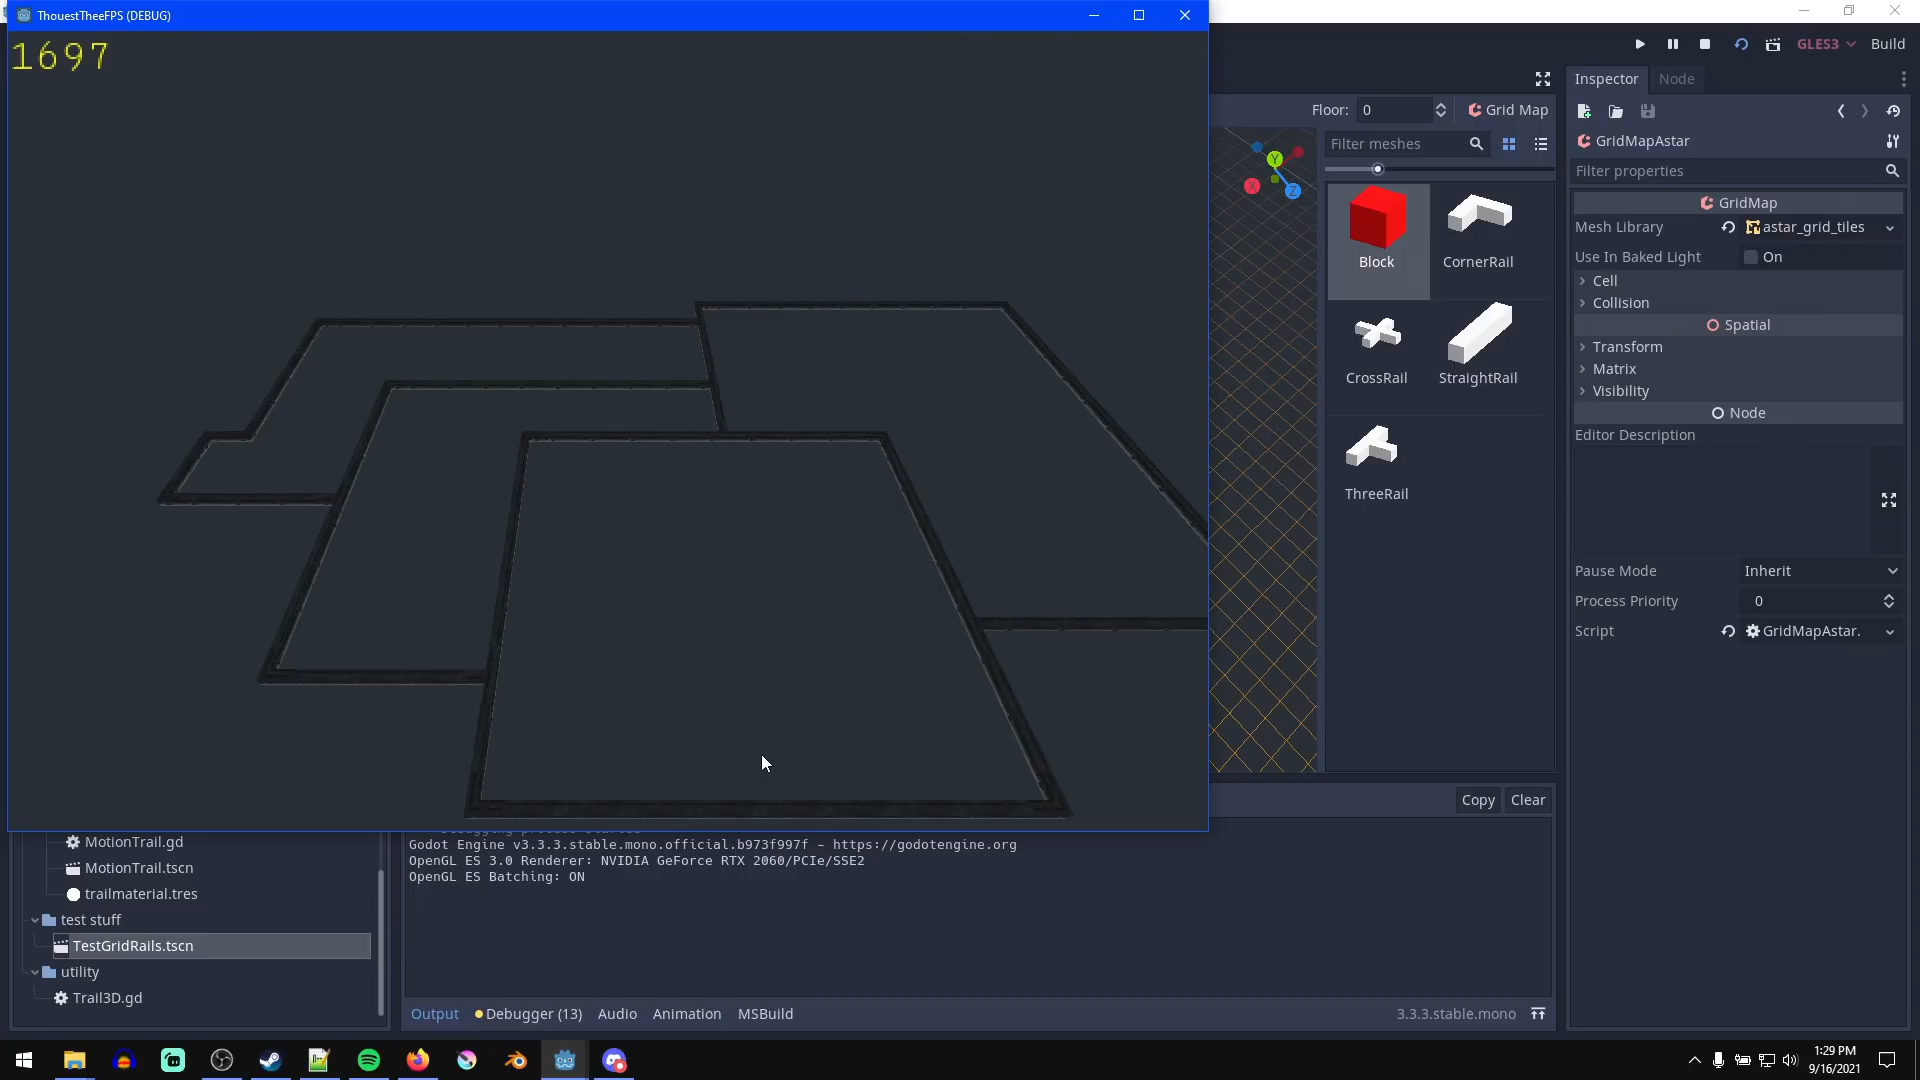 ThouestTheeFPS (DEBUG)
1697
GLES3
Build
Inspector
Node
Floor:
0
Grid Map
Filter meshes
Y
X
Z
Block
CornerRail
CrossRail
StraightRail
ThreeRail
GridMapAstar
Filter properties
GridMap
Mesh Library
astar_grid_tiles
Use In Baked Light
On
Cell
Collision
Spatial
Transform
Matrix
Visibility
Node
Editor Description
Pause Mode
Inherit
Process Priority
0
Script
GridMapAstar.
Copy
Clear
MotionTrail.gd
MotionTrail.tscn
trailmaterial.tres
test stuff
TestGridRails.tscn
utility
Trail3D.gd
Godot Engine v3.3.3.stable.mono.official.b973f997f - https://godotengine.org
OpenGL ES 3.0 Renderer: NVIDIA GeForce RTX 2060/PCIe/SSE2
OpenGL ES Batching: ON
Output
Debugger (13)
Audio
Animation
MSBuild
3.3.3.stable.mono
1:29 PM
9/16/2021